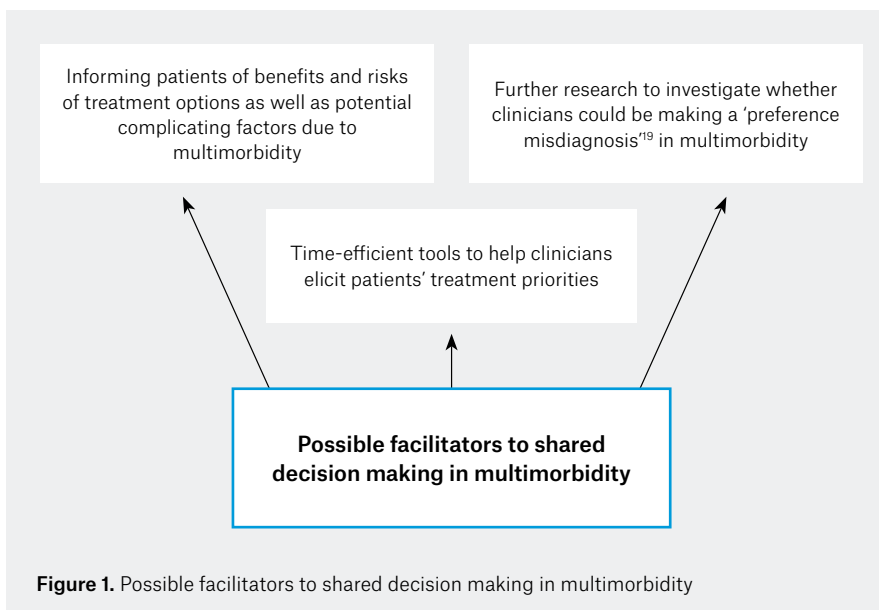 Informing patients of benefits and risks
of treatment options as well as potential
complicating factors due to
multimorbidity
Further research to investigate whether
clinicians could be making a ‘preference
misdiagnosis’19 in multimorbidity
Time-efficient tools to help clinicians
elicit patients’ treatment priorities
Possible facilitators to shared
decision making in multimorbidity
Figure 1. Possible facilitators to shared decision making in multimorbidity